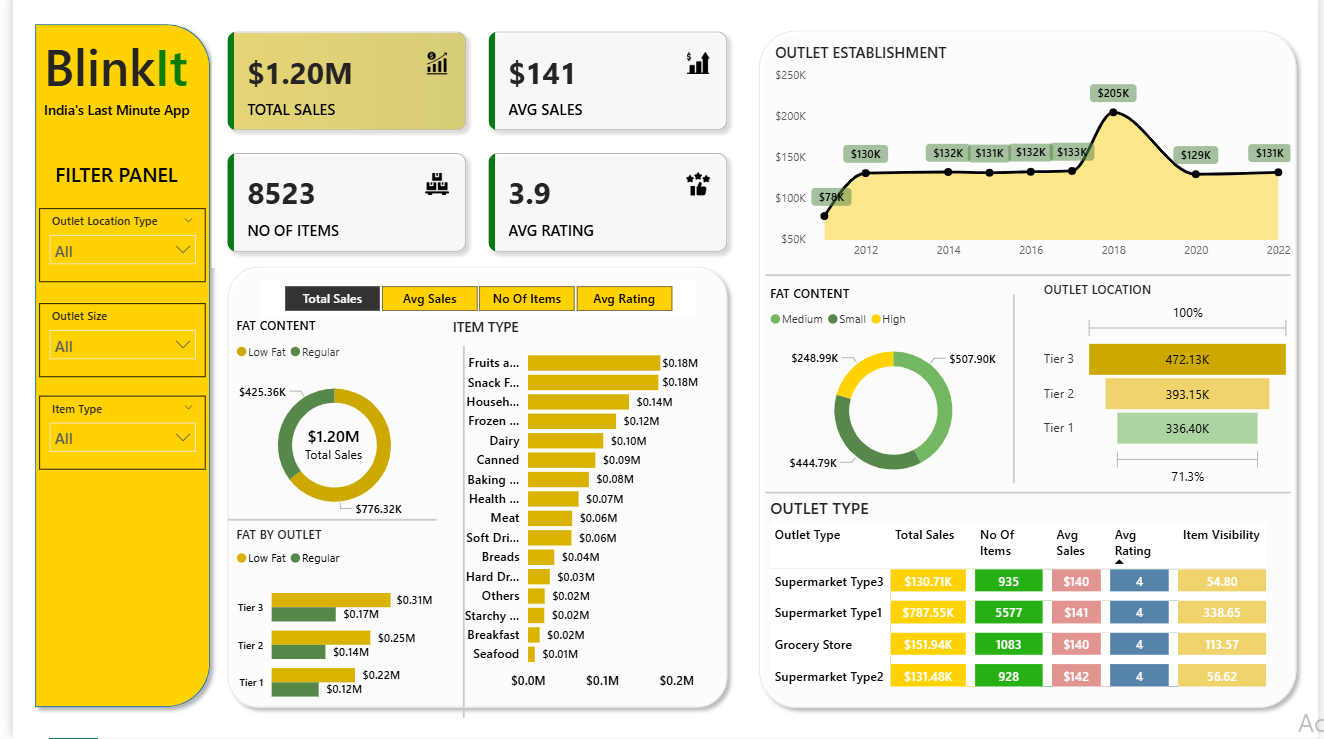 BlinkIt
India's Last Minute App
FILTER PANEL
Outlet Location Type
All
Outlet Size
All
Item Type
All
$1.20M
TOTAL SALES
$141
AVG SALES
8523
NO OF ITEMS
3.9
AVG RATING
Total Sales Avg Sales No Of Items Avg Rating
FAT CONTENT
Low Fat Regular
$425.36K
$1.20M
Total Sales
$776.32K
FAT BY OUTLET
Low Fat Regular
Tier 3 $0.31M
$0.17M
Tier 2 $0.25M
$0.14M
Tier 1 $0.22M
$0.12M
ITEM TYPE
Fruits a... $0.18M
Snack F... $0.18M
Househ... $0.14M
Frozen ... $0.12M
Dairy $0.10M
Canned $0.09M
Baking ... $0.08M
Health ... $0.07M
Meat $0.06M
Soft Dri... $0.06M
Breads $0.04M
Hard Dr... $0.03M
Others $0.02M
Starchy ... $0.02M
Breakfast $0.02M
Seafood $0.01M
$0.0M $0.1M $0.2M
OUTLET ESTABLISHMENT
$250K
$200K
$150K
$100K
$50K
$78K $130K $132K $131K $132K $133K $205K $129K $131K
2012 2014 2016 2018 2020 2022
FAT CONTENT
Medium Small High
$248.99K $507.90K
$444.79K
OUTLET LOCATION
100%
Tier 3 472.13K
Tier 2 393.15K
Tier 1 336.40K
71.3%
OUTLET TYPE
Outlet Type Total Sales No Of Items Avg Sales Avg Rating Item Visibility
Supermarket Type3 $130.71K 935 $140 4 54.80
Supermarket Type1 $787.55K 5577 $141 4 338.65
Grocery Store $151.94K 1083 $140 4 113.57
Supermarket Type2 $131.48K 928 $142 4 56.62